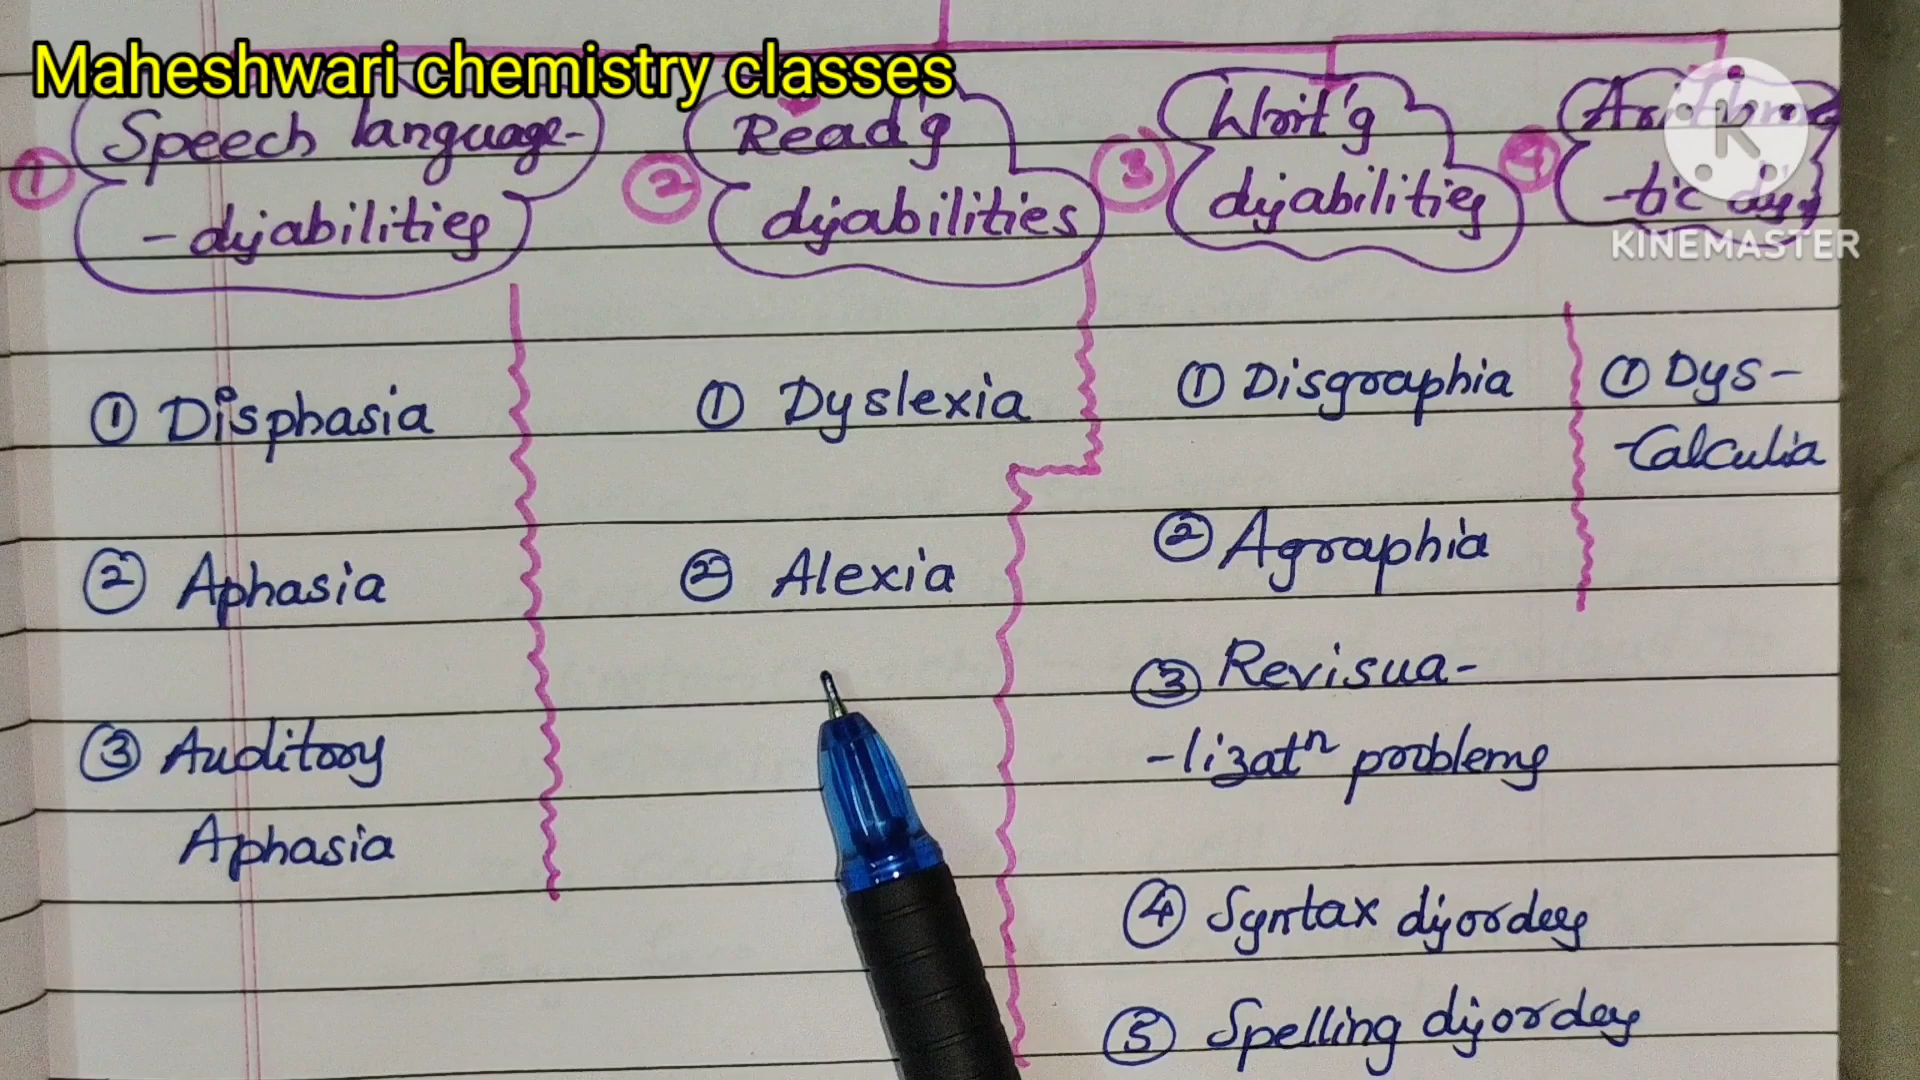 Maheshwari chemistry classes
① Speech language-
-disabilities
② Read'g
disabilities
③ Writ'g
disabilities
④
-tic dis
K
KINEMASTER
① Disphasia
② Aphasia
③ Auditory
Aphasia
① Dyslexia
② Alexia
① Disgraphia
② Agraphia
③ Revisua-
-lizatn problems
④ Syntax disorders
⑤ Spelling disorders
① Dys-
-Calculia